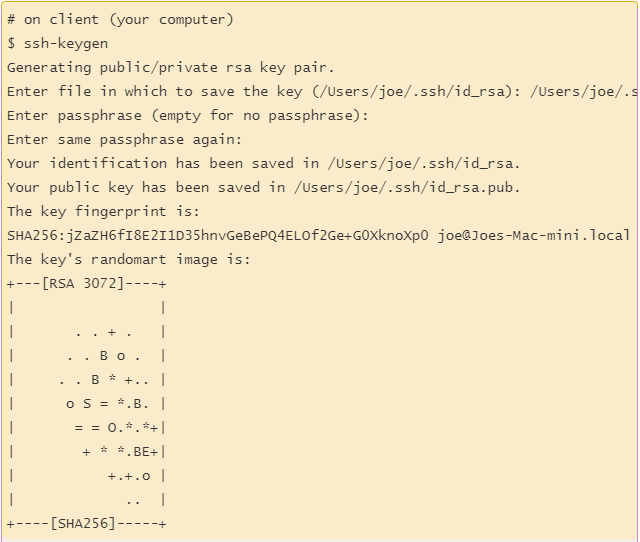 # on client (your computer)
$ ssh-keygen
Generating public/private rsa key pair.
Enter file in which to save the key (/Users/joe/.ssh/id_rsa): /Users/joe/.s
Enter passphrase (empty for no passphrase):
Enter same passphrase again:
Your identification has been saved in /Users/joe/.ssh/id_rsa.
Your public key has been saved in /Users/joe/.ssh/id_rsa.pub.
The key fingerprint is:
SHA256:jZaZH6fI8E2I1D35hnvGeBePQ4ELOf2Ge+G0XknoXp0 joe@Joes-Mac-mini.local
The key's randomart image is:
+---[RSA 3072]----+
|                 |
|       . . + .   |
|      . . B o .  |
|     . . B * +.. |
|      o S = *.B. |
|       = = O.*.*+|
|        + * *.BE+|
|           +.+.o |
|             ..  |
+----[SHA256]-----+